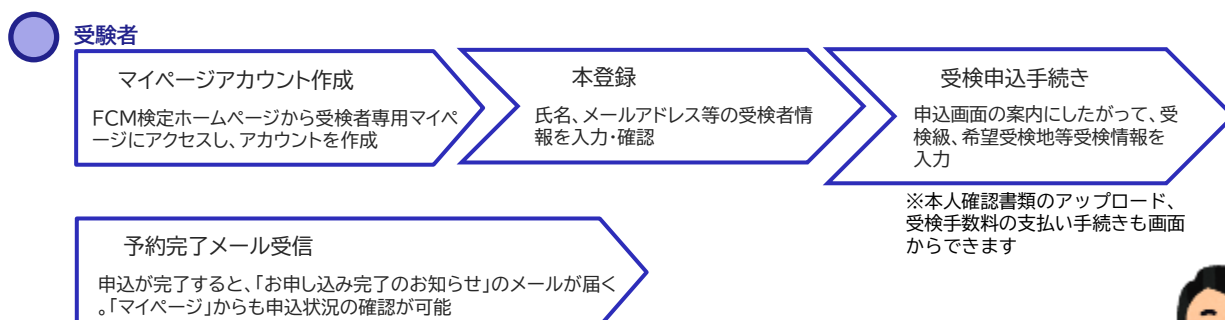 受験者
マイページアカウント作成
FCM検定ホームページから受検者専用マイペ
ージにアクセスし、アカウントを作成
本登録
氏名、メールアドレス等の受検者情
報を入力・確認
受検申込手続き
申込画面の案内にしたがって、受
検級、希望受検地等受検情報を
入力
※本人確認書類のアップロード、
受検手数料の支払い手続きも画面
からできます
予約完了メール受信
申込が完了すると、「お申し込み完了のお知らせ」のメールが届く
。「マイページ」からも申込状況の確認が可能